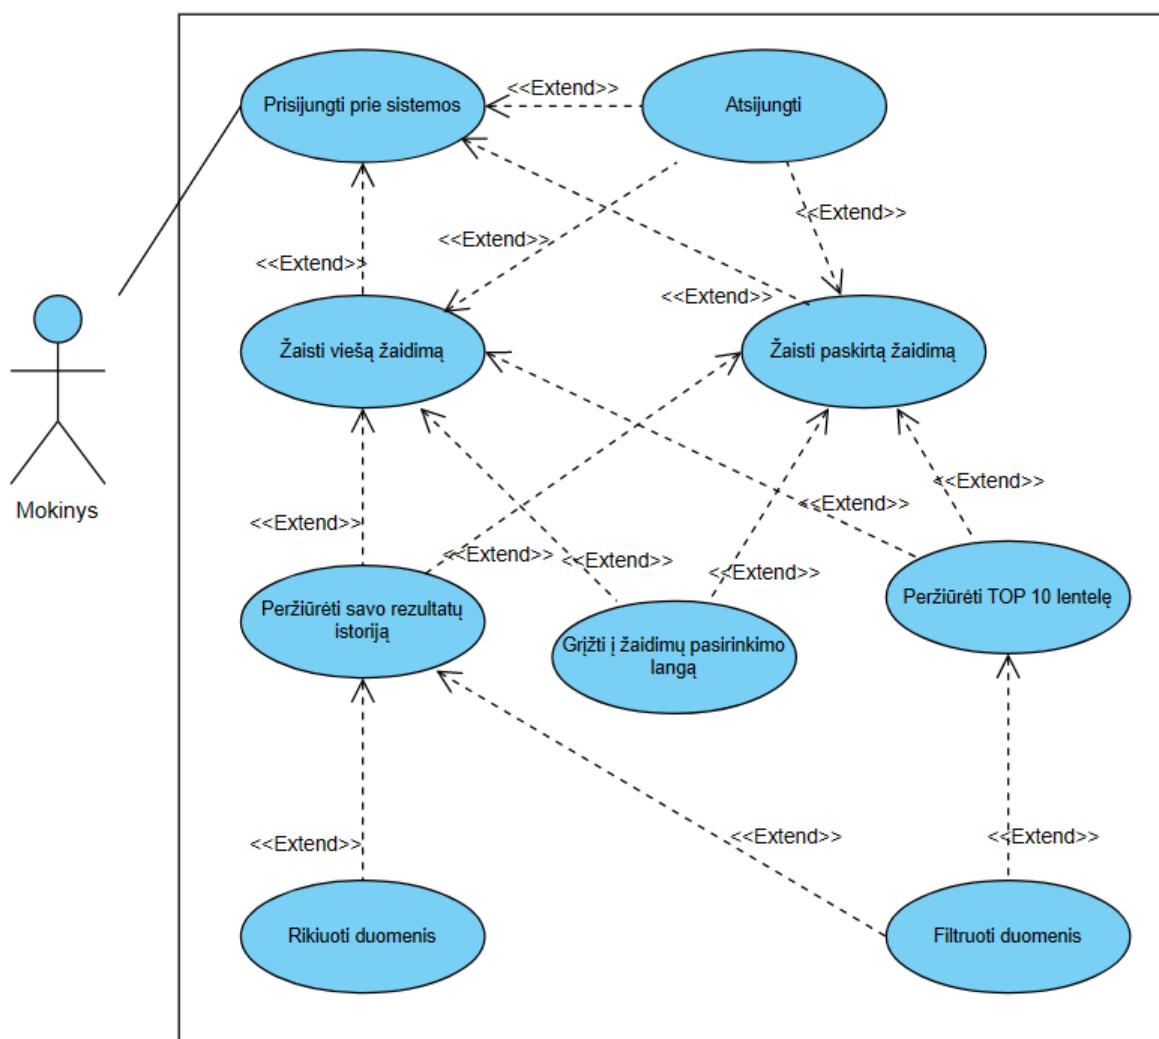 Prisijungti prie sistemos
<<Extend>>
Atsijungti
<<Extend>>
<<Extend>>
<<Extend>>
<<Extend>>
Žaisti viešą žaidimą
Žaisti paskirtą žaidimą
Mokinys
<<Extend>>
<<Extend>>
<<Extend>>
<<Extend>>
<<Extend>>
<<Extend>>
Peržiūrėti savo rezultatų
istoriją
Grįžti į žaidimų pasirinkimo
langą
Peržiūrėti TOP 10 lentelę
<<Extend>>
<<Extend>>
<<Extend>>
Rikiuoti duomenis
Filtruoti duomenis